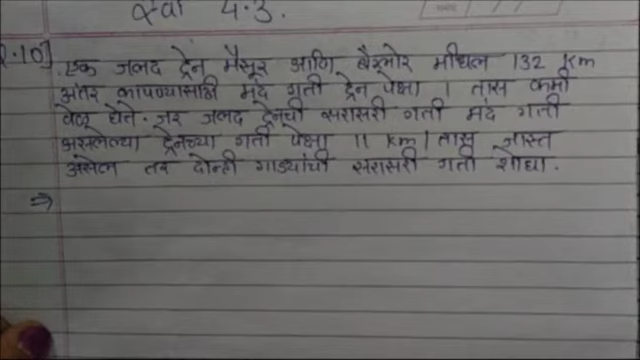 स्वा 4.3.
Q.10] एक जलद ट्रेन मैसूर आणि बैंग्लोर मधिल 132 Km
अंतर कापण्यासाठी मंद गती ट्रेन पेक्षा 1 तास कमी
वेळ घेते. जर जलद ट्रेनची सरासरी गती मंद गती
असलेल्या ट्रेनच्या गती पेक्षा 11 km / तास जास्त
असेल तर दोन्ही गाड्यांची सरासरी गती शोधा.
⇒